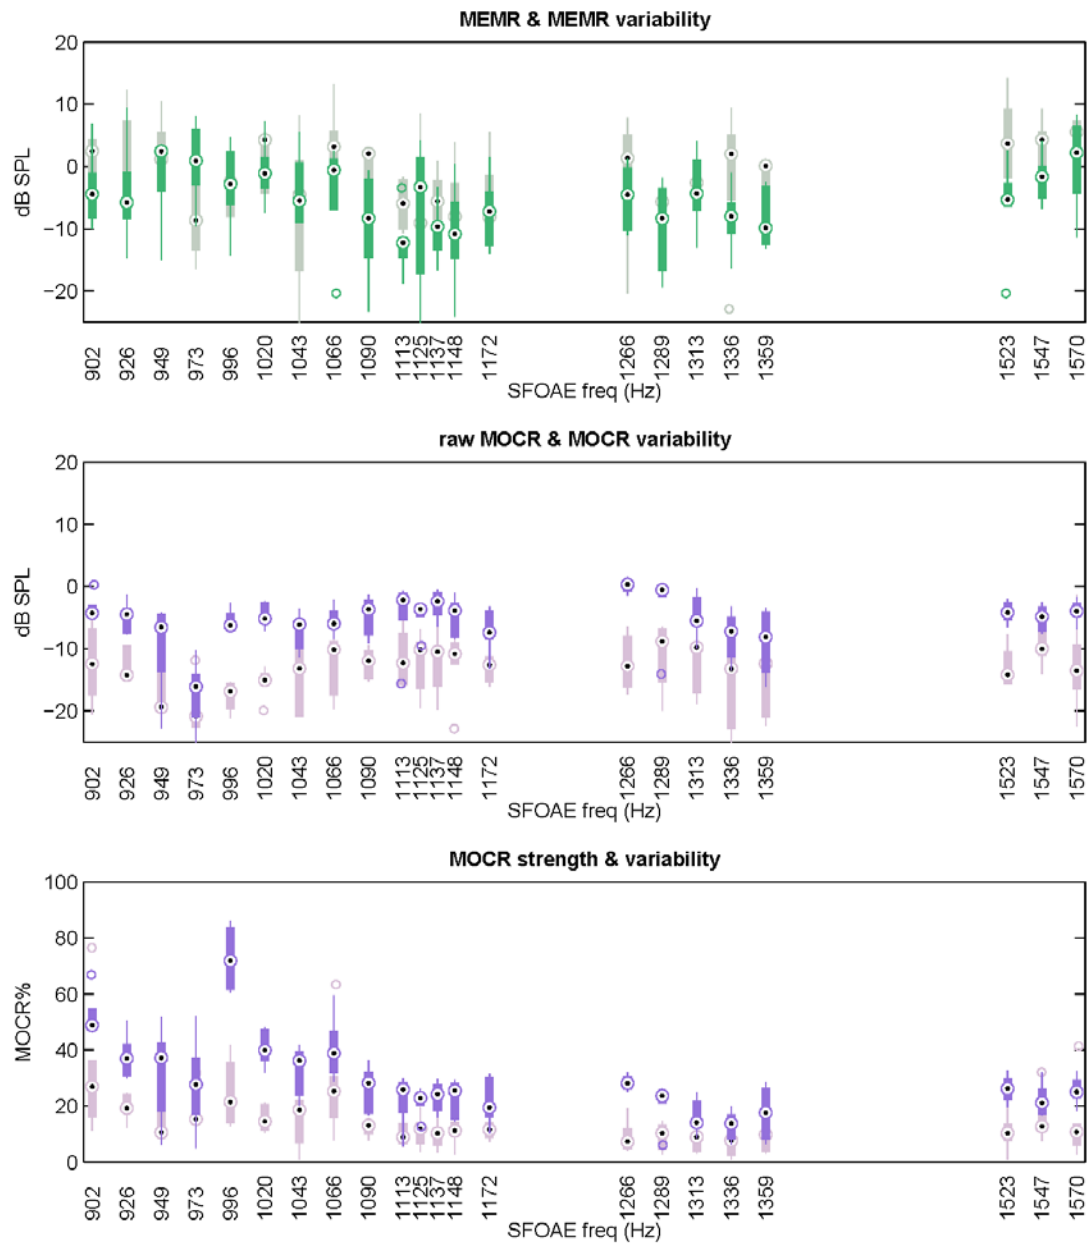 MEMR & MEMR variability
20
10
0
−10
−20
dB SPL
902 926 949 973 996 1020 1043 1066 1090 1113 1125 1137 1148 1172 1266 1289 1313 1336 1359 1523 1547 1570
SFOAE freq (Hz)
raw MOCR & MOCR variability
20
10
0
−10
−20
dB SPL
902 926 949 973 996 1020 1043 1066 1090 1113 1125 1137 1148 1172 1266 1289 1313 1336 1359 1523 1547 1570
SFOAE freq (Hz)
MOCR strength & variability
100
80
60
40
20
0
MOCR%
902 926 949 973 996 1020 1043 1066 1090 1113 1125 1137 1148 1172 1266 1289 1313 1336 1359 1523 1547 1570
SFOAE freq (Hz)